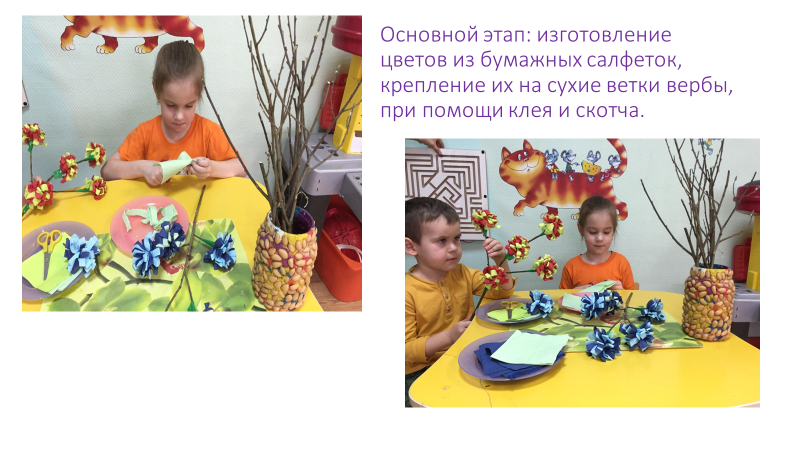 Основной этап: изготовление
цветов из бумажных салфеток,
крепление их на сухие ветки вербы,
при помощи клея и скотча.